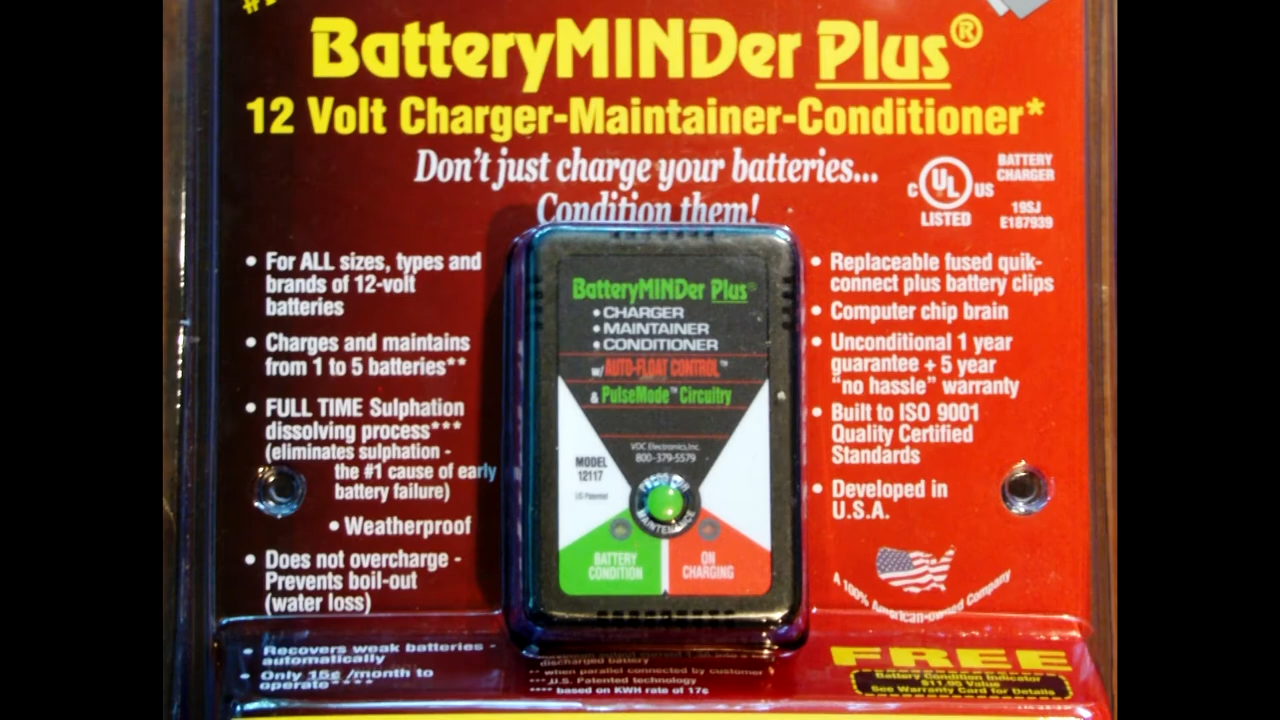 BatteryMINDer Plus®
12 Volt Charger-Maintainer-Conditioner*
Don't just charge your batteries...
Condition them!
C UL US
LISTED
BATTERY
CHARGER
19SJ
E187939
• For ALL sizes, types and
brands of 12-volt
batteries
• Charges and maintains
from 1 to 5 batteries**
• FULL TIME Sulphation
dissolving process***
(eliminates sulphation -
the #1 cause of early
battery failure)
• Weatherproof
• Does not overcharge -
Prevents boil-out
(water loss)
• Recovers weak batteries -
automatically
• Only 15¢ /month to
operate****
BatteryMINDer Plus®
• CHARGER
• MAINTAINER
• CONDITIONER
w/ AUTO-FLOAT CONTROL™
& PulseMode™ Circuitry
VDC Electronics, Inc.
800-379-5579
MODEL
12117
US Patented
MAINTENANCE
BATTERY
CONDITION
ON
CHARGING
• Replaceable fused quik-
connect plus battery clips
• Computer chip brain
• Unconditional 1 year
guarantee + 5 year
"no hassle" warranty
• Built to ISO 9001
Quality Certified
Standards
• Developed in
U.S.A.
A 100% American-owned Company
discharged battery
** when parallel connected by customer
*** U.S. Patented technology
**** based on KWH rate of 17¢
FREE
Battery Condition Indicator
$11.95 Value
See Warranty Card for Details